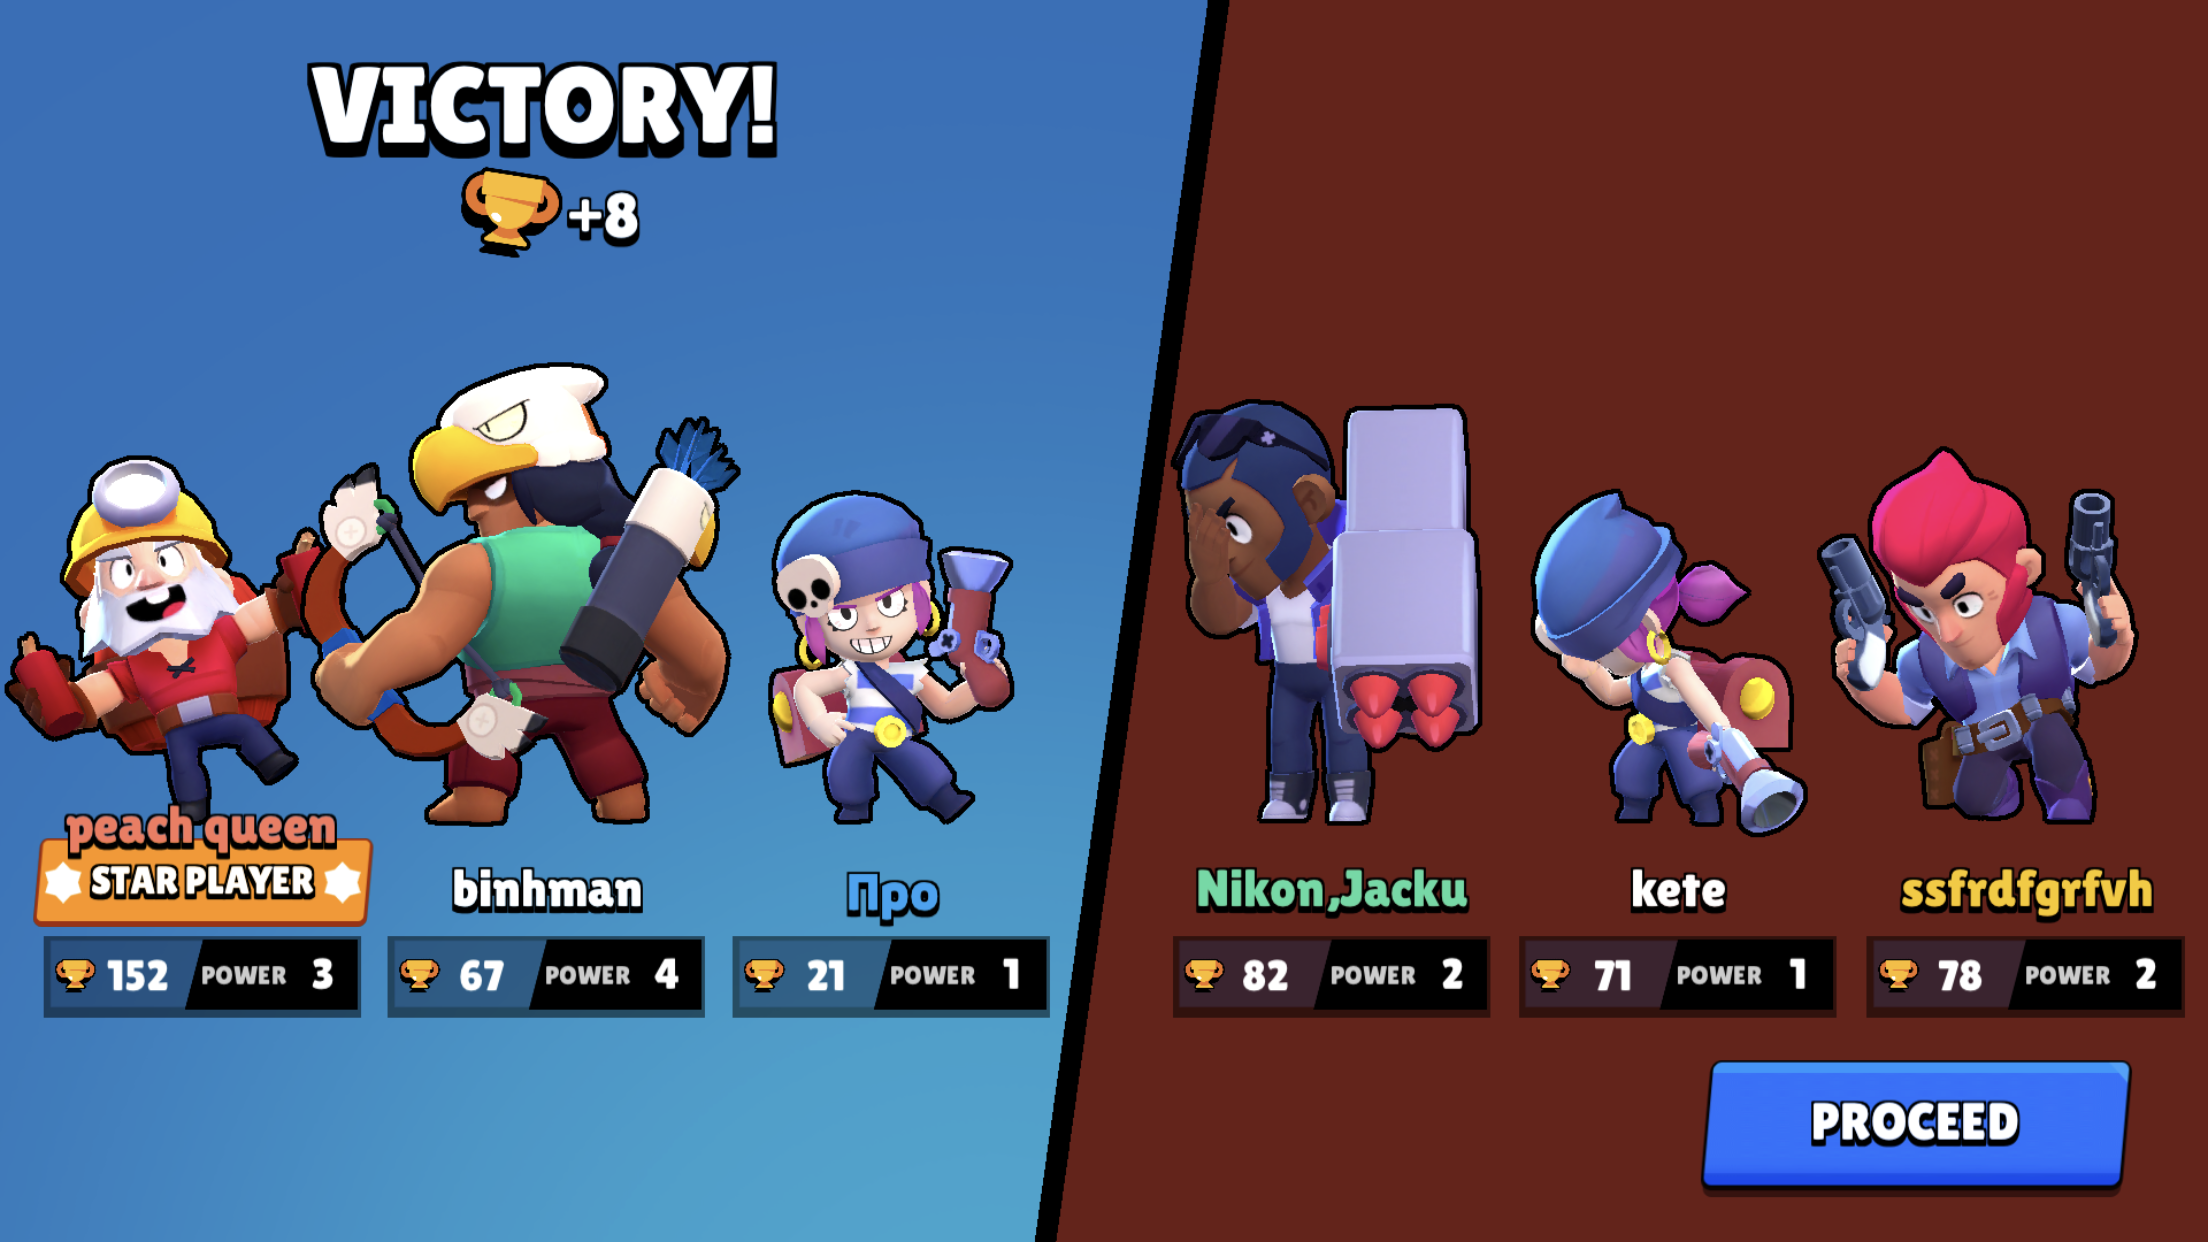 VICTORY!
+8
peach queen
STAR PLAYER
binhman
Про
Nikon,Jacku
kete
ssfrdfgrfvh
152 POWER 3
67 POWER 4
21 POWER 1
82 POWER 2
71 POWER 1
78 POWER 2
PROCEED